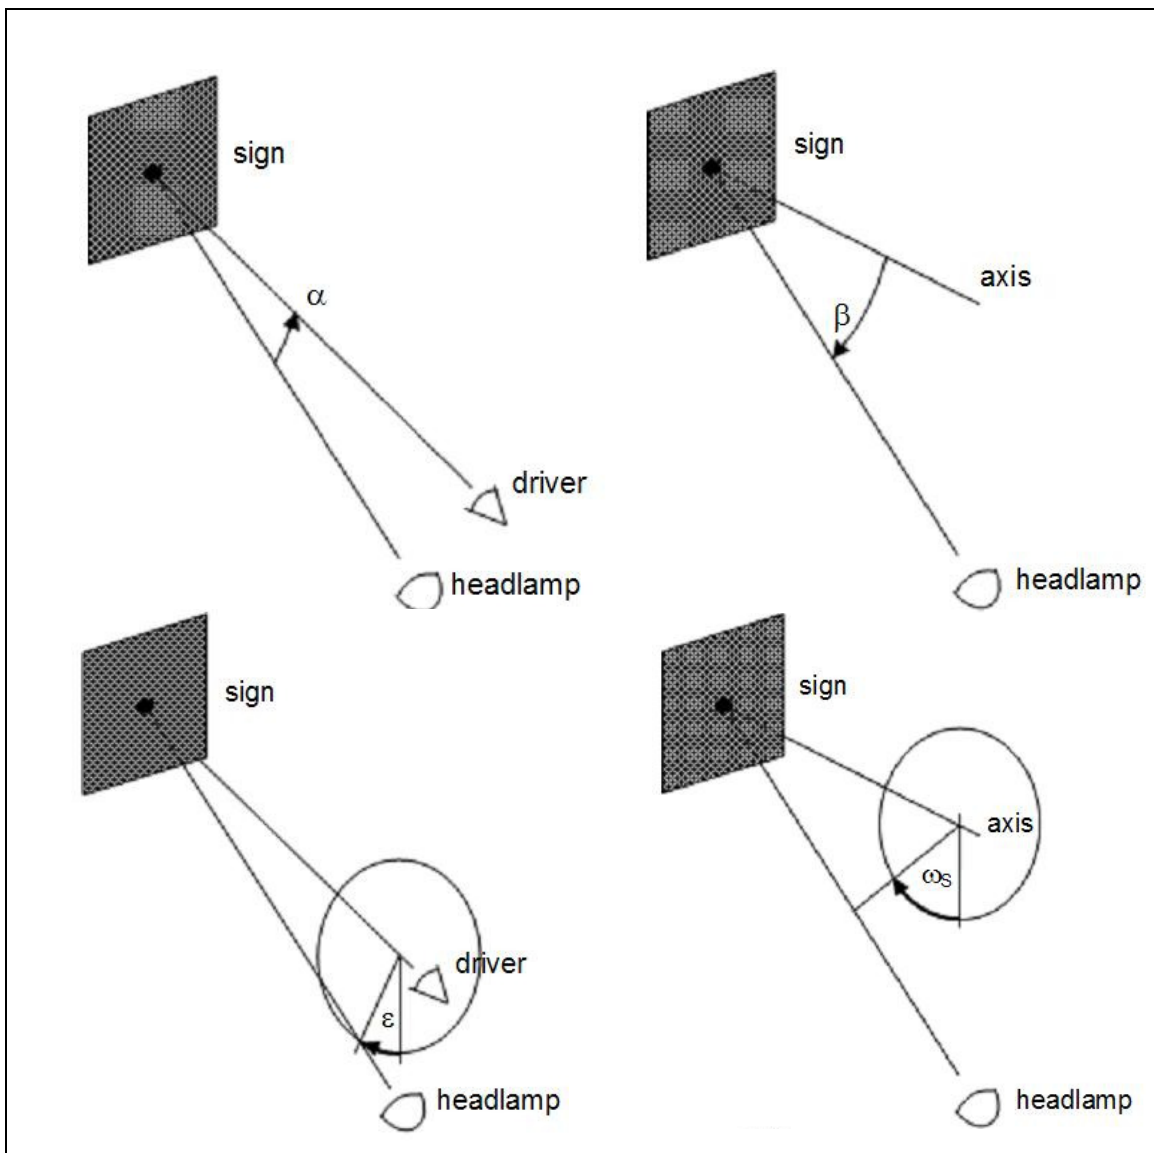 sign
α
driver
headlamp
sign
axis
β
headlamp
sign
driver
ε
headlamp
sign
axis
ωS
headlamp